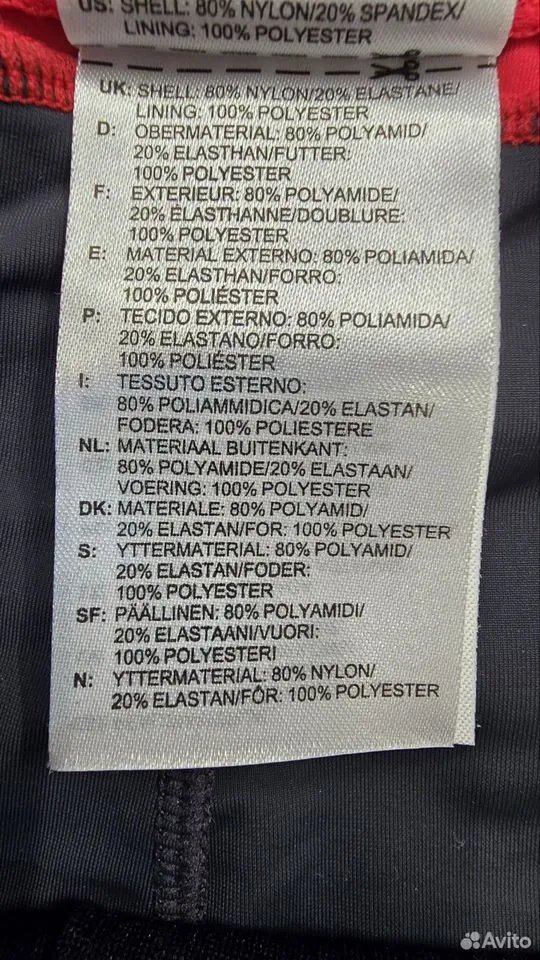 US: SHELL: 80% NYLON/20% SPANDEX/
LINING: 100% POLYESTER
UK: SHELL: 80% NYLON/20% ELASTANE/
LINING: 100% POLYESTER
D: OBERMATERIAL: 80% POLYAMID/
20% ELASTHAN/FUTTER:
100% POLYESTER
F: EXTERIEUR: 80% POLYAMIDE/
20% ELASTHANNE/DOUBLURE:
100% POLYESTER
E: MATERIAL EXTERNO: 80% POLIAMIDA/
20% ELASTHAN/FORRO:
100% POLIÉSTER
P: TECIDO EXTERNO: 80% POLIAMIDA/
20% ELASTANO/FORRO:
100% POLIÉSTER
I: TESSUTO ESTERNO:
80% POLIAMMIDICA/20% ELASTAN/
FODERA: 100% POLIESTERE
NL: MATERIAAL BUITENKANT:
80% POLYAMIDE/20% ELASTAAN/
VOERING: 100% POLYESTER
DK: MATERIALE: 80% POLYAMID/
20% ELASTAN/FOR: 100% POLYESTER
S: YTTERMATERIAL: 80% POLYAMID/
20% ELASTAN/FODER:
100% POLYESTER
SF: PÄÄLLINEN: 80% POLYAMIDI/
20% ELASTAANI/VUORI:
100% POLYESTERI
N: YTTERMATERIAL: 80% NYLON/
20% ELASTAN/FÔR: 100% POLYESTER
Avito